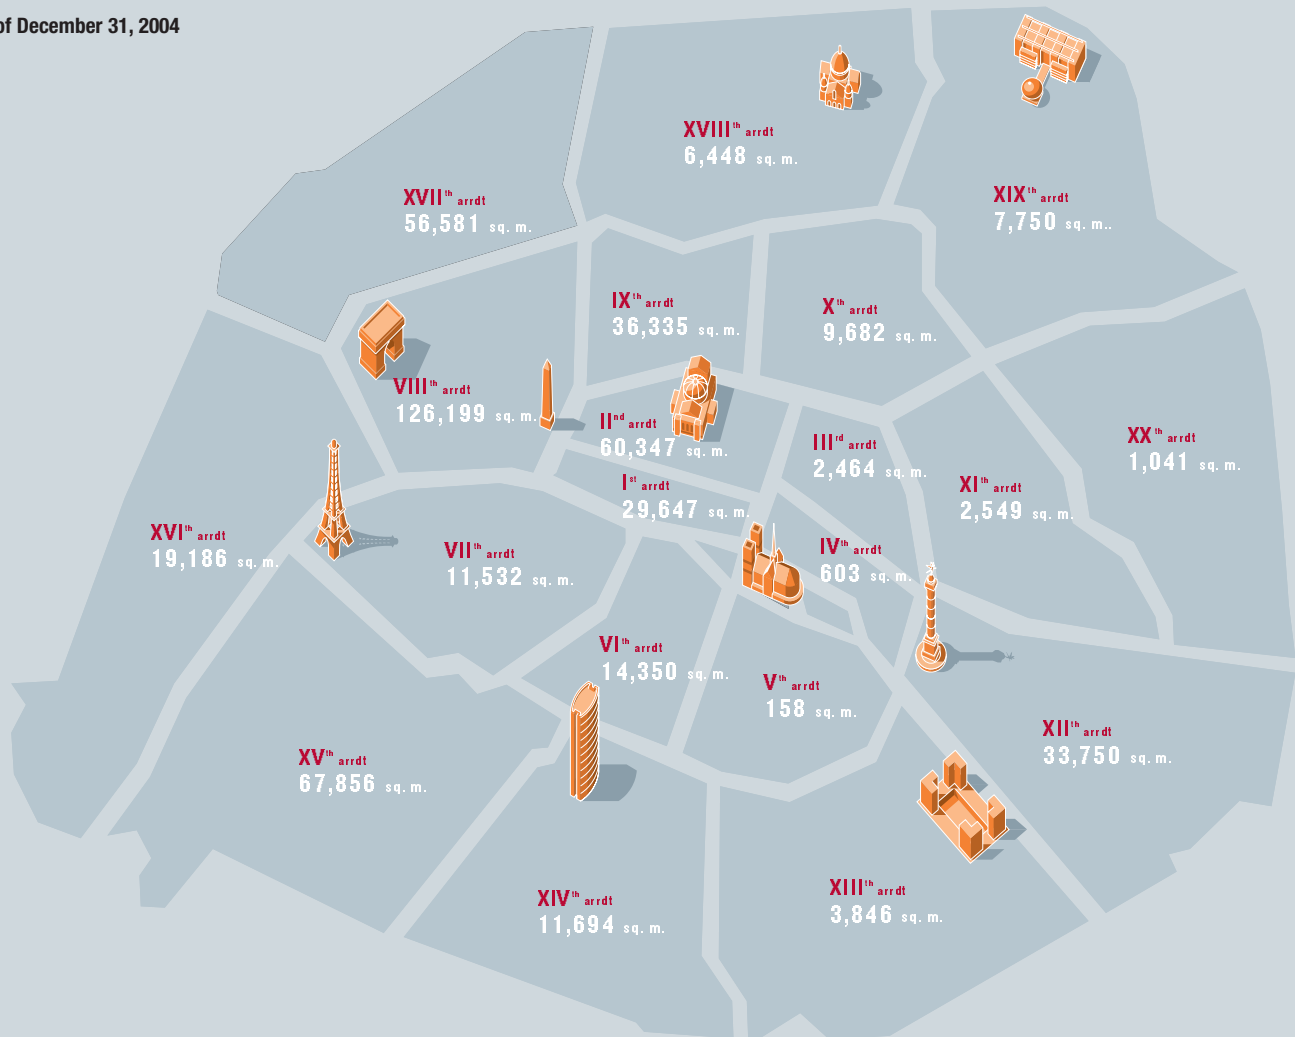 of December 31, 2004
XVIIIth arrdt
6,448 sq. m.
XVIIth arrdt
56,581 sq. m.
XIXth arrdt
7,750 sq. m..
IXth arrdt
36,335 sq. m.
Xth arrdt
9,682 sq. m.
VIIIth arrdt
126,199 sq. m.
IInd arrdt
60,347 sq. m.
IIIrd arrdt
2,464 sq. m.
XXth arrdt
1,041 sq. m.
Ist arrdt
29,647 sq. m.
XIth arrdt
2,549 sq. m.
XVIth arrdt
19,186 sq. m.
VIIth arrdt
11,532 sq. m.
IVth arrdt
603 sq. m.
VIth arrdt
14,350 sq. m.
Vth arrdt
158 sq. m.
XIIth arrdt
33,750 sq. m.
XVth arrdt
67,856 sq. m.
XIVth arrdt
11,694 sq. m.
XIIIth arrdt
3,846 sq. m.